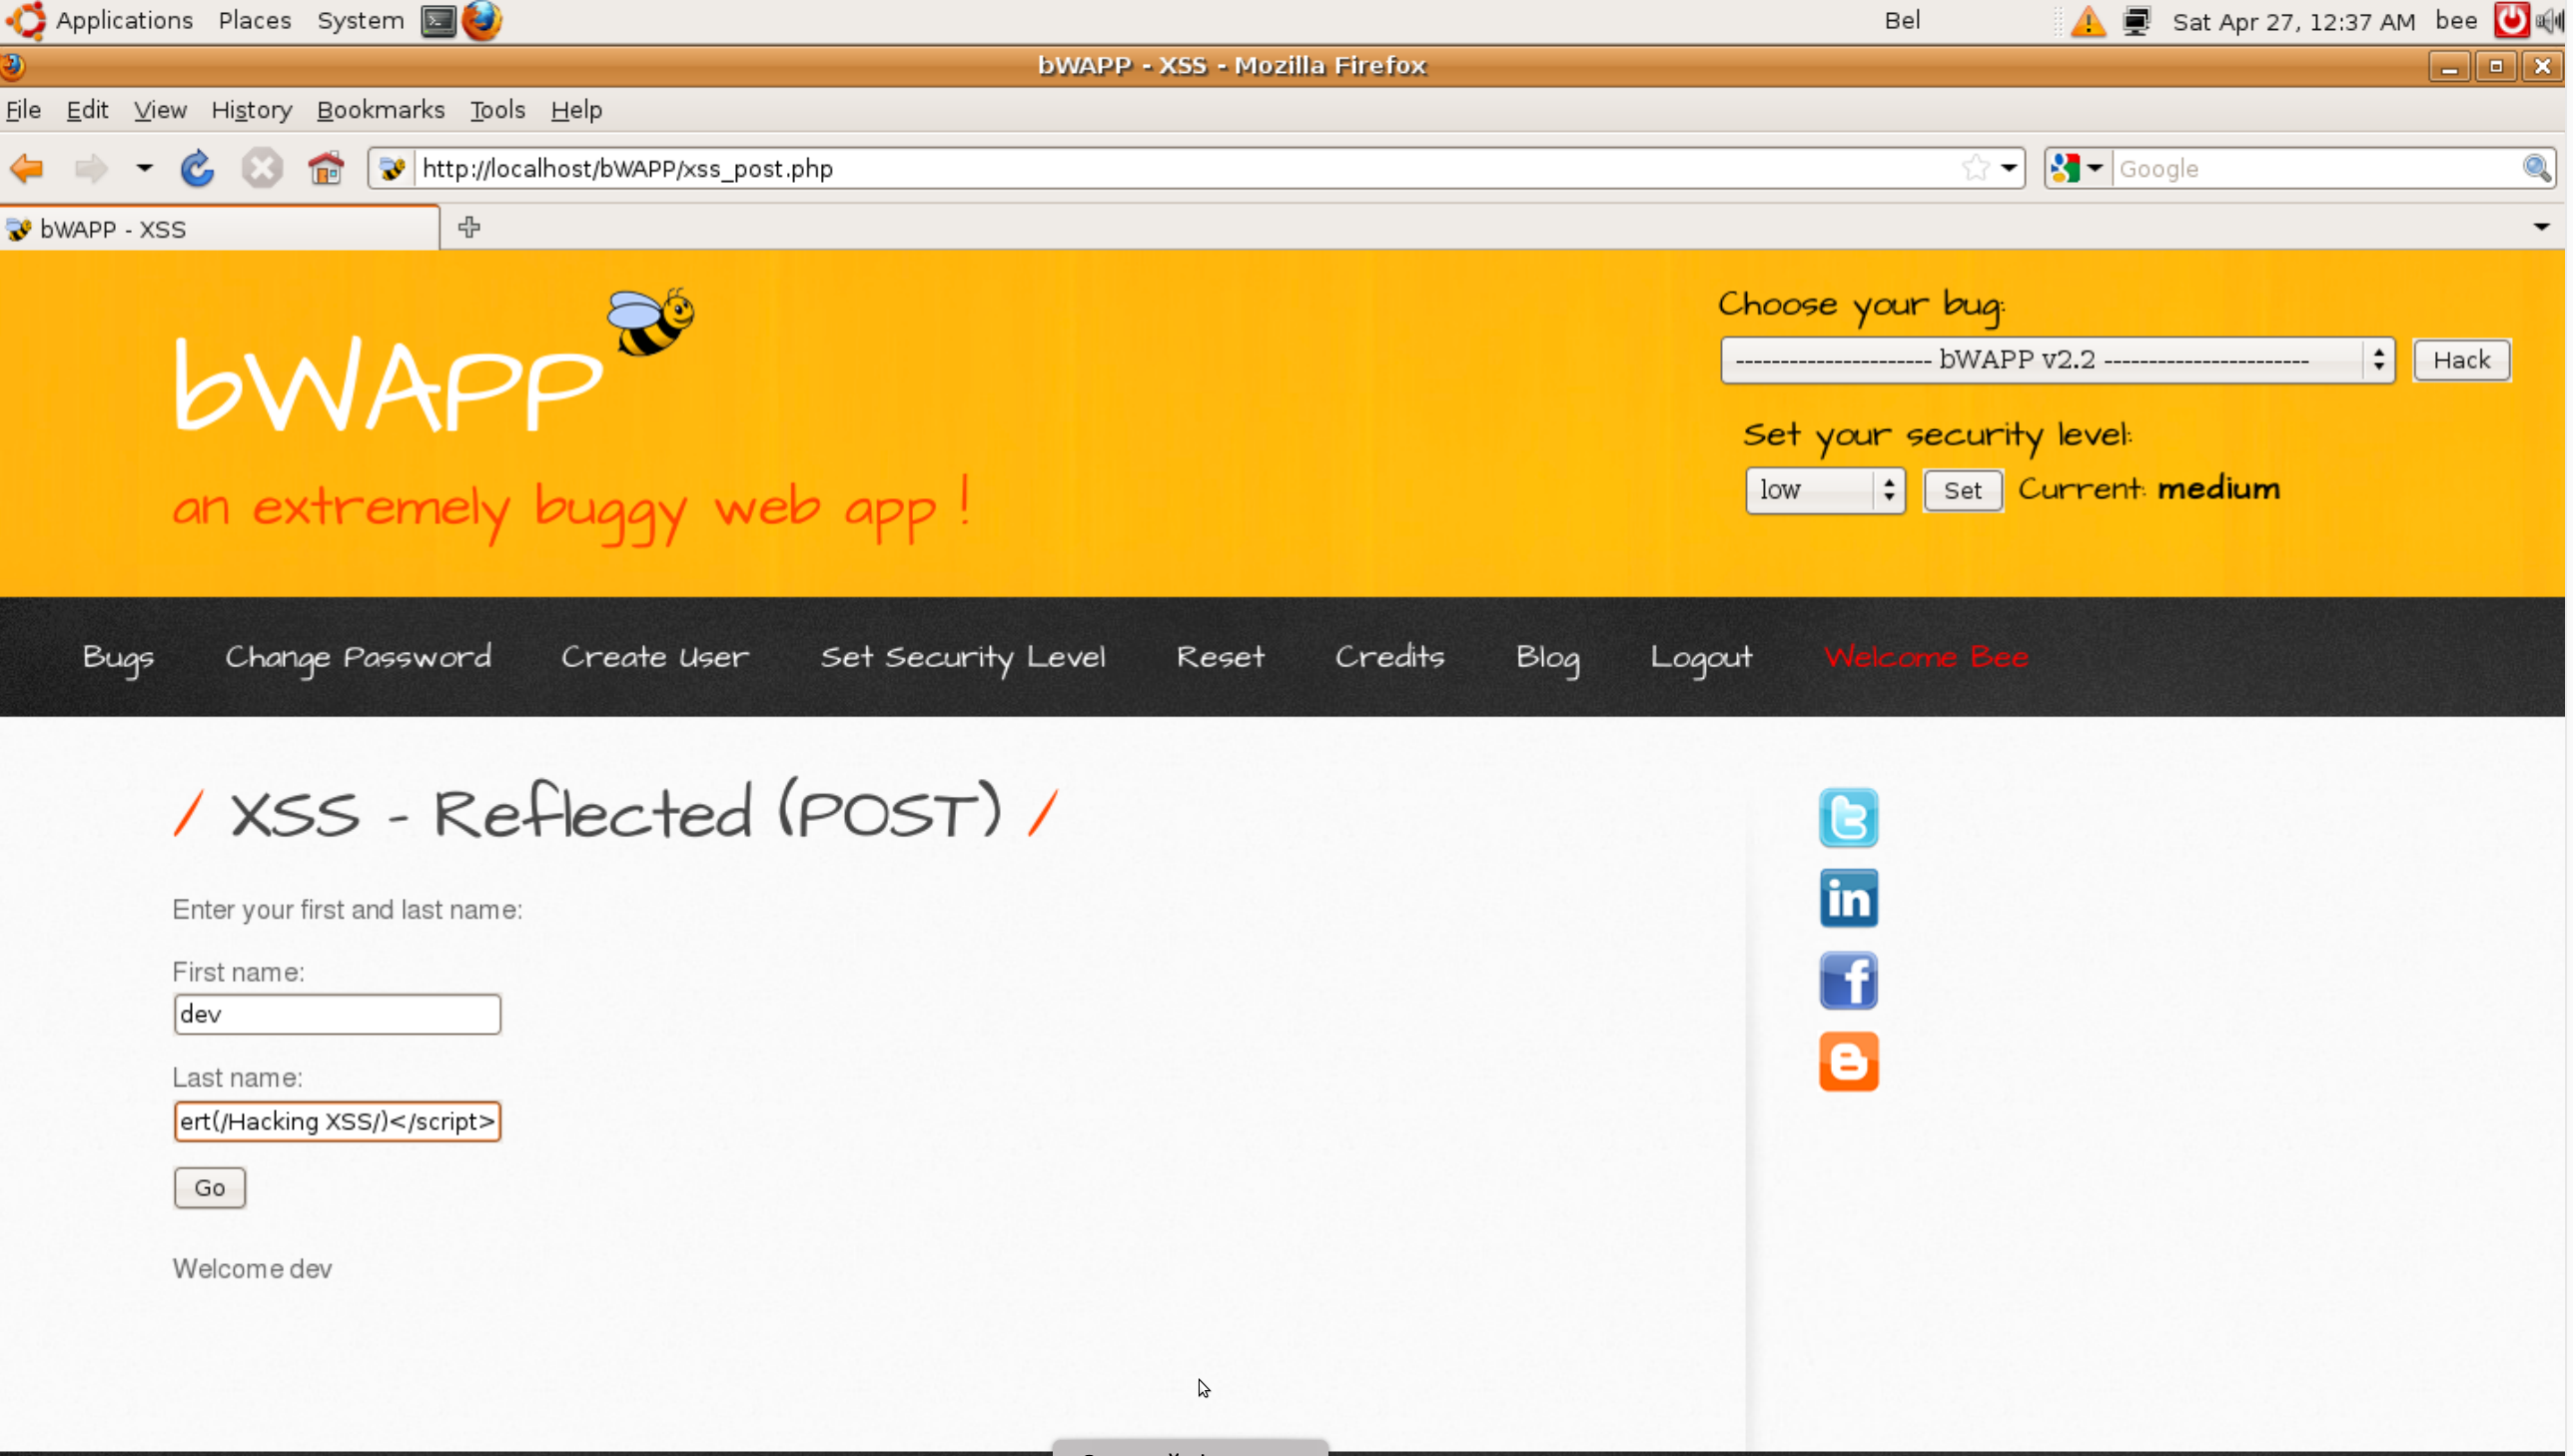 Applications Places System Bel Sat Apr 27, 12:37 AM bee
bWAPP - XSS - Mozilla Firefox
File Edit View History Bookmarks Tools Help
http://localhost/bWAPP/xss_post.php Google
bWAPP - XSS
bWAPP
an extremely buggy web app !
Choose your bug:
---------------------- bWAPP v2.2 ----------------------- Hack
Set your security level:
low Set Current: medium
Bugs Change Password Create User Set Security Level Reset Credits Blog Logout Welcome Bee
/ XSS - Reflected (POST) /
Enter your first and last name:
First name:
dev
Last name:
ert(/Hacking XSS/)</script>
Go
Welcome dev